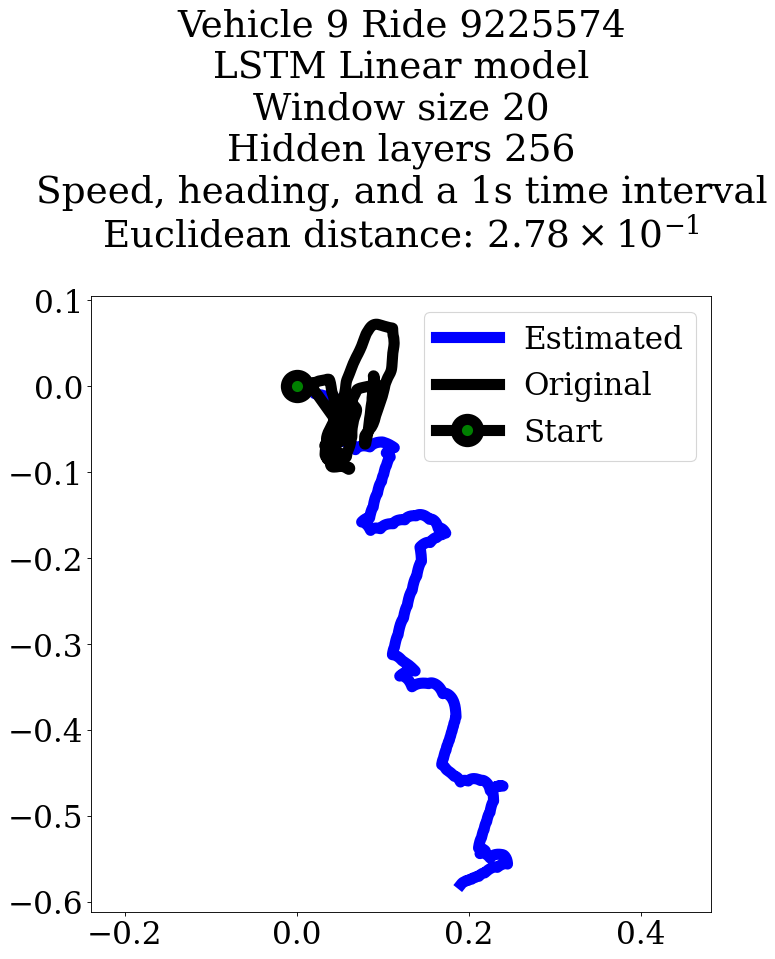 Vehicle 9 Ride 9225574
LSTM Linear model
Window size 20
Hidden layers 256
Speed, heading, and a 1s time interval
Euclidean distance: 2.78 × 10⁻¹
Estimated
Original
Start
0.1
0.0
−0.1
−0.2
−0.3
−0.4
−0.5
−0.6
−0.2 0.0 0.2 0.4